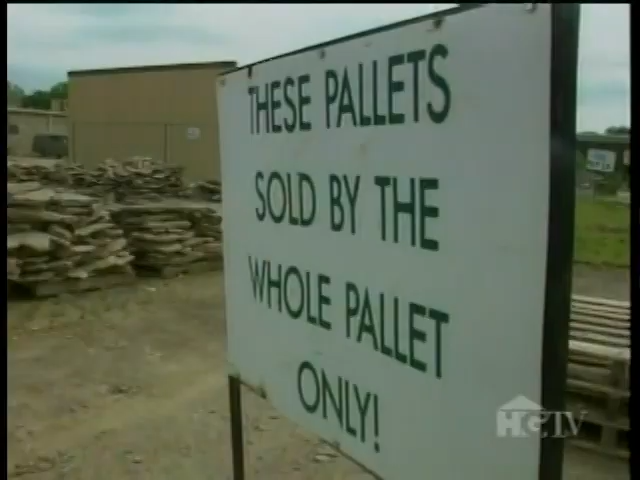 THESE PALLETS
SOLD BY THE
WHOLE PALLET
ONLY!
HGTV